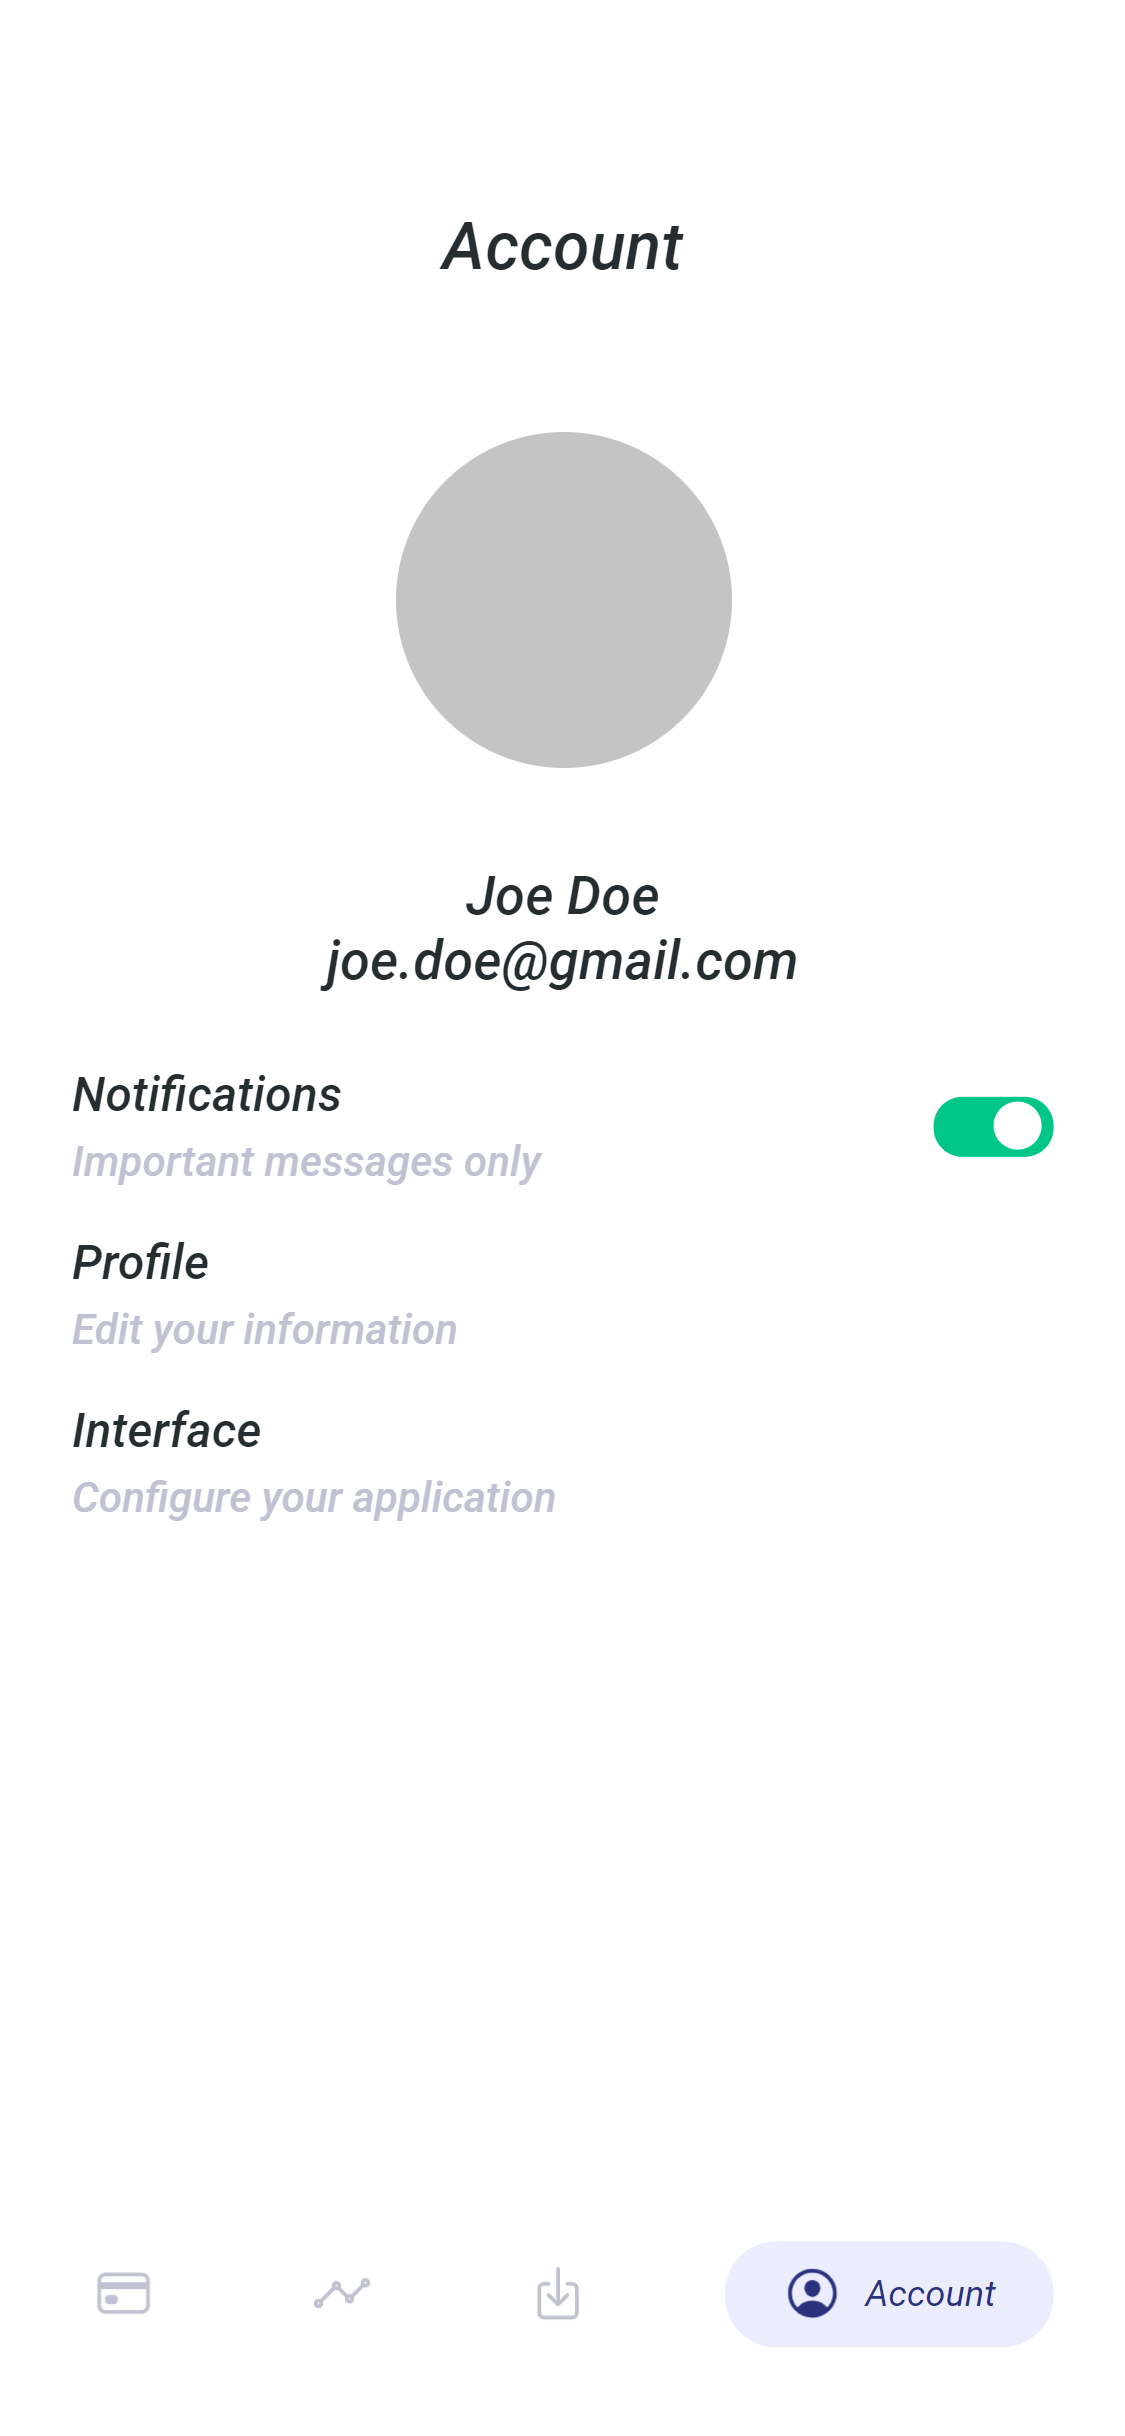 Account
Joe Doe
joe.doe@gmail.com
Notifications
Important messages only
Profile
Edit your information
Interface
Configure your application
Account